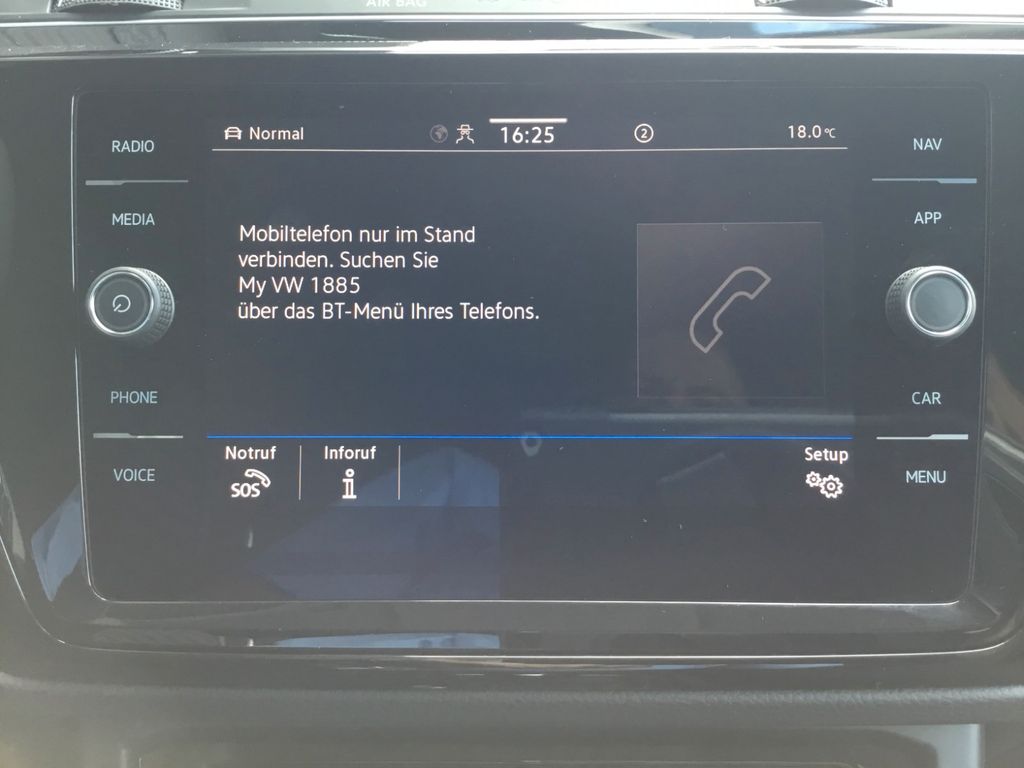 AIR BAG
RADIO
MEDIA
PHONE
VOICE
Normal
16:25
2
18.0°C
Mobiltelefon nur im Stand
verbinden. Suchen Sie
My VW 1885
über das BT-Menü Ihres Telefons.
Notruf
SOS
Inforuf
i
Setup
NAV
APP
CAR
MENU